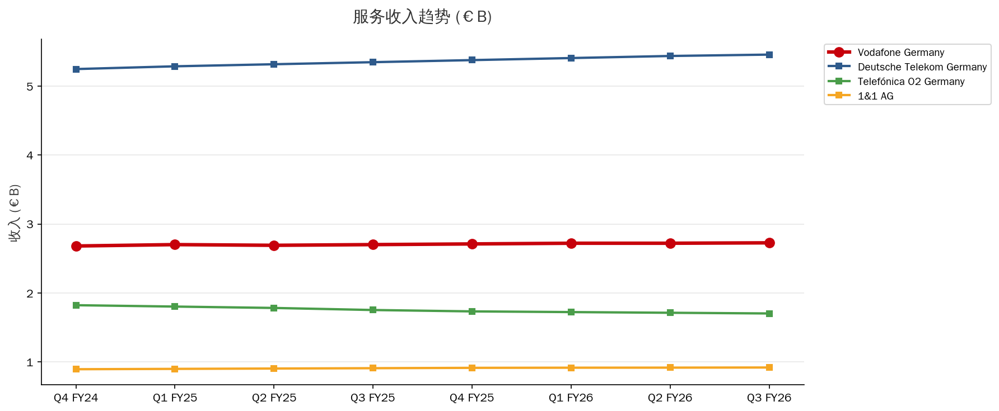 服务收入趋势 (€ B)
Vodafone Germany
Deutsche Telekom Germany
Telefónica O2 Germany
1&1 AG
收入 (€ B)
5
4
3
2
1
Q4 FY24 Q1 FY25 Q2 FY25 Q3 FY25 Q4 FY25 Q1 FY26 Q2 FY26 Q3 FY26